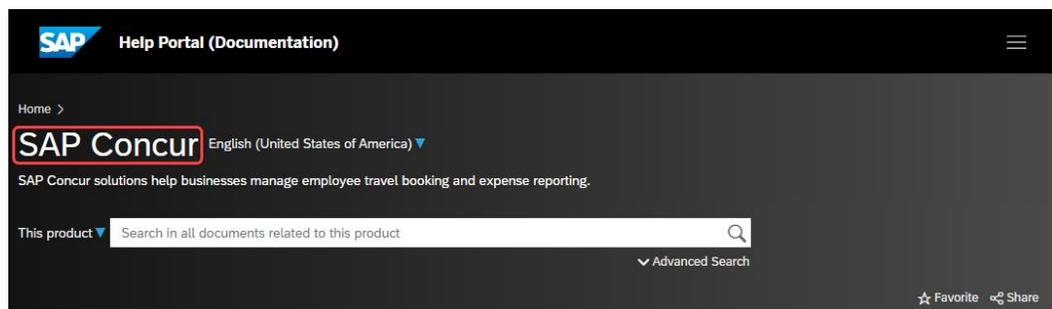 SAP Help Portal (Documentation)
Home >
SAP Concur English (United States of America)
SAP Concur solutions help businesses manage employee travel booking and expense reporting.
This product Search in all documents related to this product
Advanced Search
Favorite Share